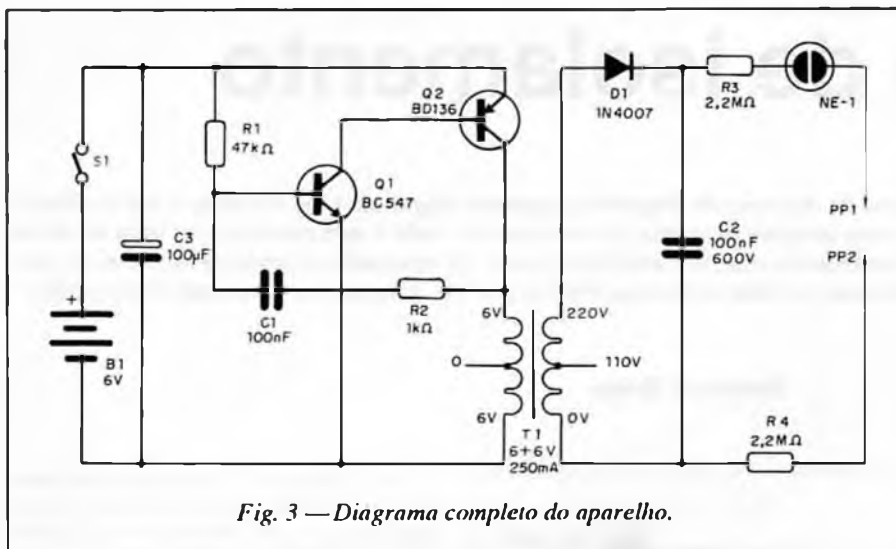 de isolamento
Q2
BD136
D1
1N4007
R3
2,2MΩ
NE-1
R1
47kΩ
S1
Q1
BC547
PP1
PP2
C3
100µF
C2
100nF
600V
C1
100nF
R2
1kΩ
6V
220V
+
B1
6V
O
110V
6V
0V
T1
6+6V
250mA
R4
2,2MΩ
Fig. 3 — Diagrama completo do aparelho.